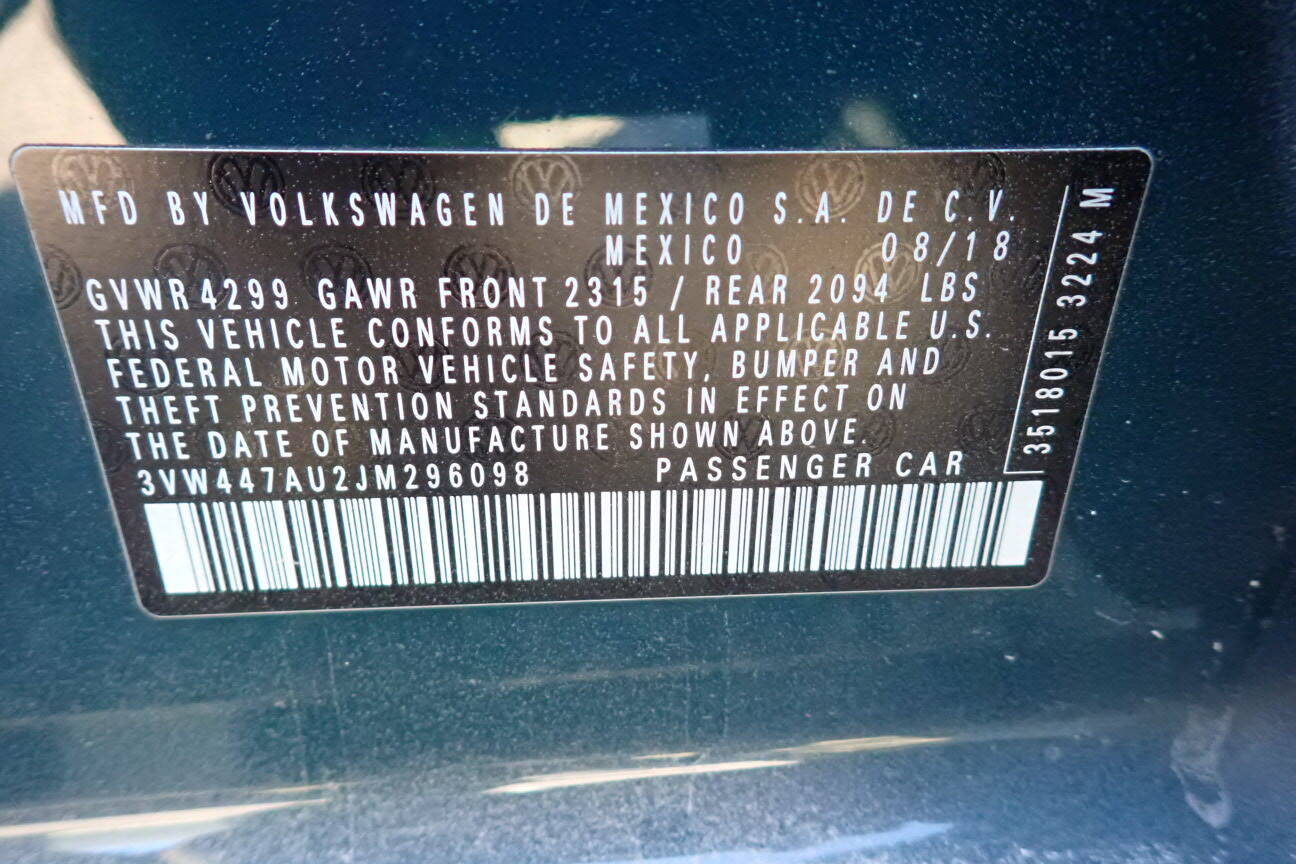 MFD BY VOLKSWAGEN DE MEXICO S.A. DE C.V.
MEXICO 08/18
GVWR 4299 GAWR FRONT 2315 / REAR 2094 LBS
THIS VEHICLE CONFORMS TO ALL APPLICABLE U.S.
FEDERAL MOTOR VEHICLE SAFETY, BUMPER AND
THEFT PREVENTION STANDARDS IN EFFECT ON
THE DATE OF MANUFACTURE SHOWN ABOVE.
3VW447AU2JM296098 PASSENGER CAR
3518015 3224 M